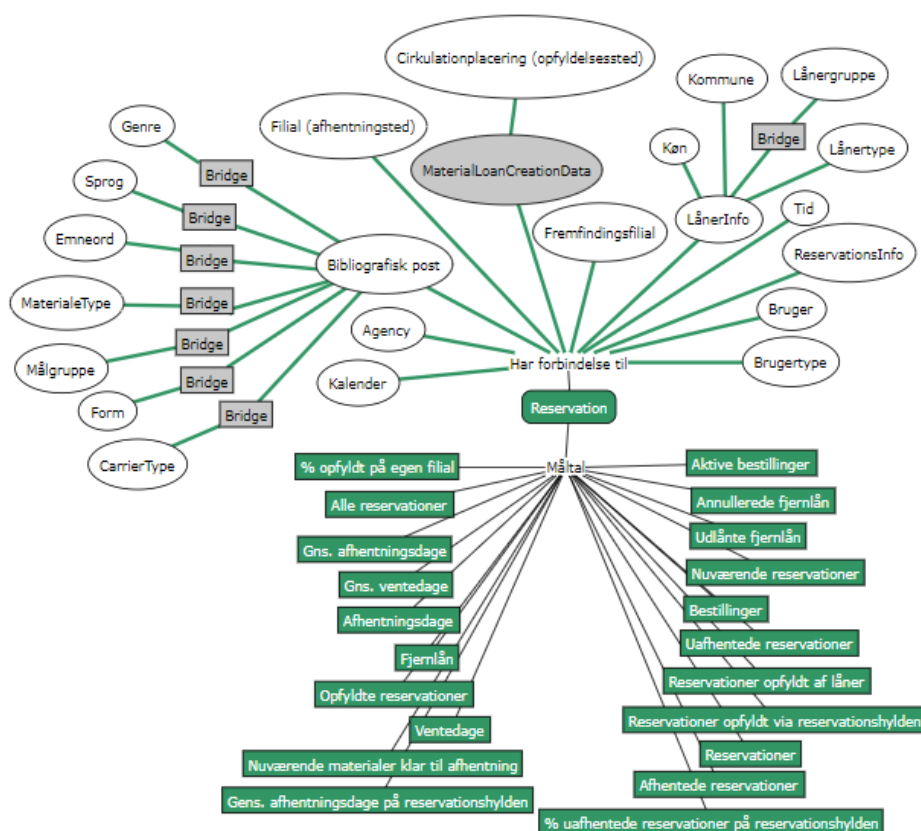 Cirkulationplacering (opfyldelsessted)
Kommune
Lånergruppe
Genre
Filial (afhentningsted)
Bridge
Køn
Lånertype
MaterialLoanCreationData
Bridge
Sprog
Bridge
LånerInfo
Tid
Emneord
Bridge
Fremfindingsfilial
ReservationsInfo
Bibliografisk post
MaterialeType
Bridge
Bruger
Agency
Målgruppe
Bridge
Har forbindelse til
Brugertype
Form
Bridge
Kalender
Bridge
Reservation
CarrierType
% opfyldt på egen filial
Måltal
Aktive bestillinger
Alle reservationer
Annullerede fjernlån
Udlånte fjernlån
Gns. afhentningsdage
Nuværende reservationer
Gns. ventedage
Bestillinger
Afhentningsdage
Uafhentede reservationer
Fjernlån
Reservationer opfyldt af låner
Opfyldte reservationer
Reservationer opfyldt via reservationshylden
Ventedage
Reservationer
Nuværende materialer klar til afhentning
Afhentede reservationer
Gens. afhentningsdage på reservationshylden
% uafhentede reservationer på reservationshylden